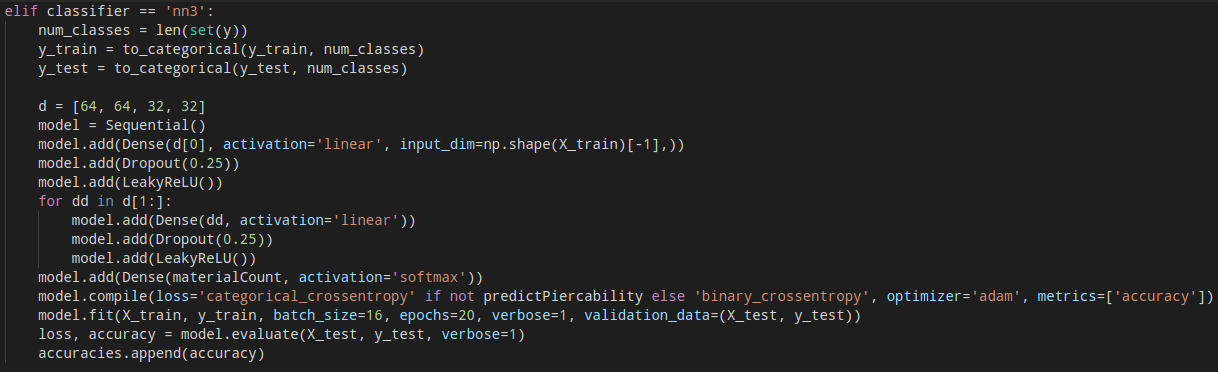 elif classifier == 'nn3':
    num_classes = len(set(y))
    y_train = to_categorical(y_train, num_classes)
    y_test = to_categorical(y_test, num_classes)

    d = [64, 64, 32, 32]
    model = Sequential()
    model.add(Dense(d[0], activation='linear', input_dim=np.shape(X_train)[-1],))
    model.add(Dropout(0.25))
    model.add(LeakyReLU())
    for dd in d[1:]:
        model.add(Dense(dd, activation='linear'))
        model.add(Dropout(0.25))
        model.add(LeakyReLU())
    model.add(Dense(materialCount, activation='softmax'))
    model.compile(loss='categorical_crossentropy' if not predictPiercability else 'binary_crossentropy', optimizer='adam', metrics=['accuracy'])
    model.fit(X_train, y_train, batch_size=16, epochs=20, verbose=1, validation_data=(X_test, y_test))
    loss, accuracy = model.evaluate(X_test, y_test, verbose=1)
    accuracies.append(accuracy)